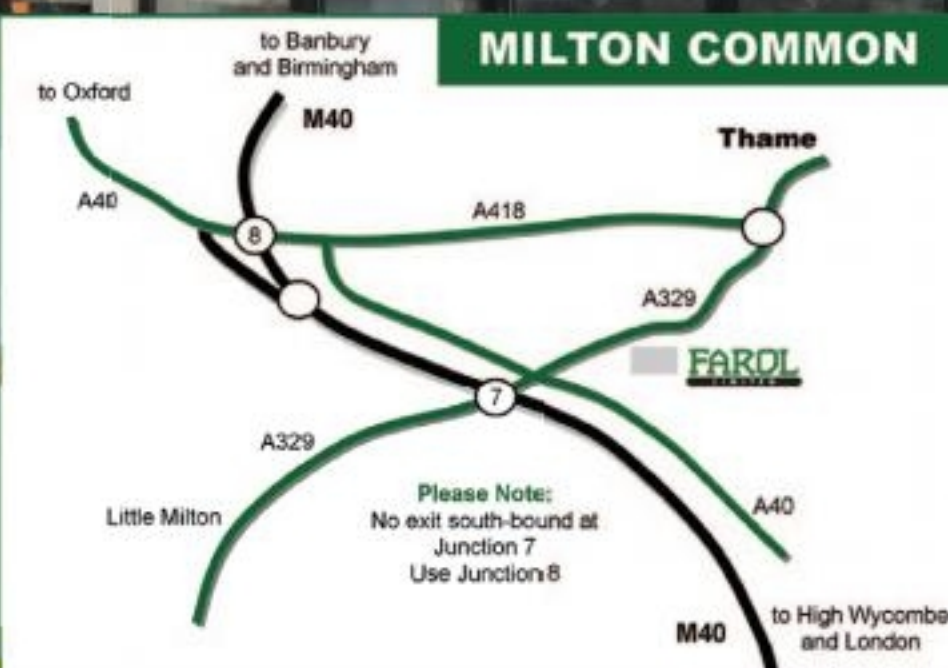 MILTON COMMON
to Banbury
and Birmingham
to Oxford
M40
Thame
A40
A418
8
A329
FAROL
LIMITED
7
A329
Please Note:
No exit south-bound at
Junction 7
Use Junction 8
Little Milton
A40
M40
to High Wycombe
and London